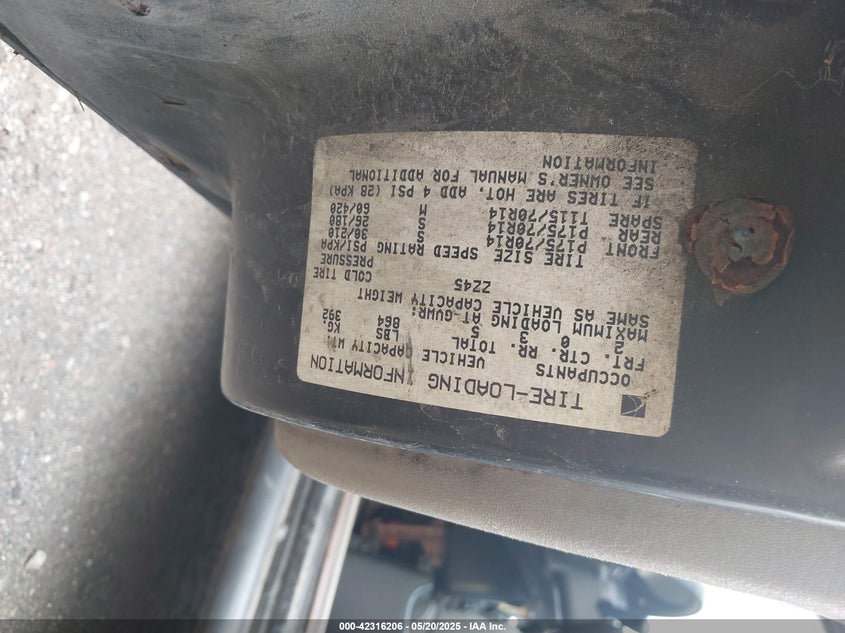 TIRE-LOADING INFORMATION
OCCUPANTS VEHICLE CAPACITY WT.
FRT. CTR. RR. TOTAL LBS KG.
2 0 3 5 864 392
MAXIMUM LOADING AT GVWR:
SAME AS VEHICLE CAPACITY WEIGHT
ZZ45
COLD TIRE
PRESSURE
TIRE SIZE SPEED RATING PSI/KPA
FRONT P175/70R14 S 30/210
REAR P175/70R14 S 26/180
SPARE T115/70R14 M 60/420
IF TIRES ARE HOT, ADD 4 PSI (28 KPA)
SEE OWNER'S MANUAL FOR ADDITIONAL
INFORMATION
000-42316206 - 05/20/2025 - IAA Inc.